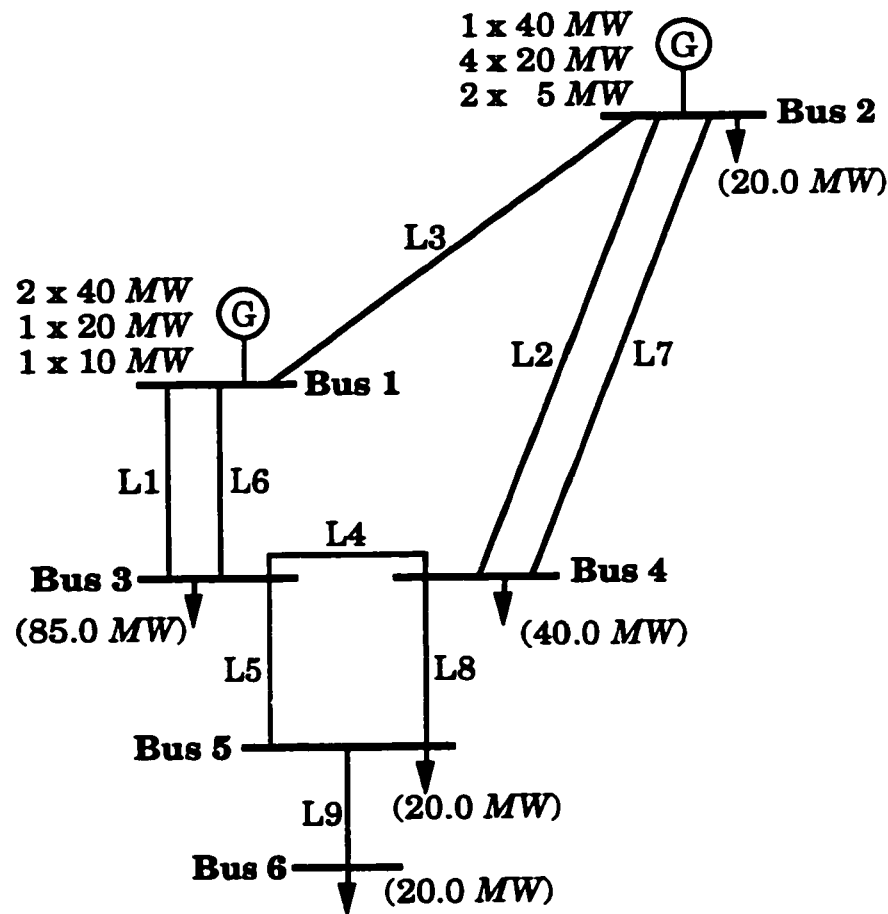 1 x 40 MW
4 x 20 MW
2 x 5 MW
G
Bus 2
(20.0 MW)
L3
2 x 40 MW
1 x 20 MW
1 x 10 MW
G
L2
L7
Bus 1
L1
L6
L4
Bus 3
Bus 4
(85.0 MW)
(40.0 MW)
L5
L8
Bus 5
L9
(20.0 MW)
Bus 6
(20.0 MW)